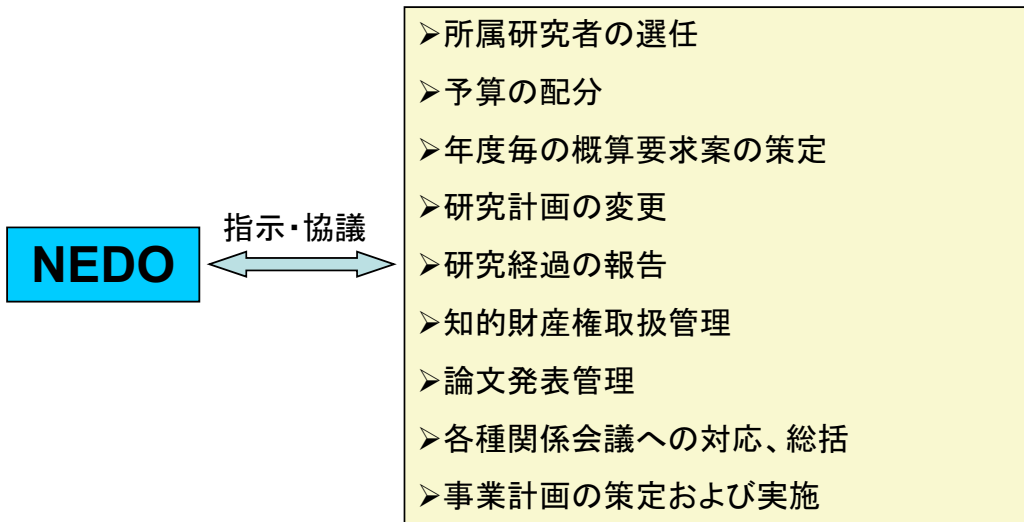 ➢所属研究者の選任
➢予算の配分
➢年度毎の概算要求案の策定
➢研究計画の変更
指示・協議
NEDO
➢研究経過の報告
➢知的財産権取扱管理
➢論文発表管理
➢各種関係会議への対応、総括
➢事業計画の策定および実施